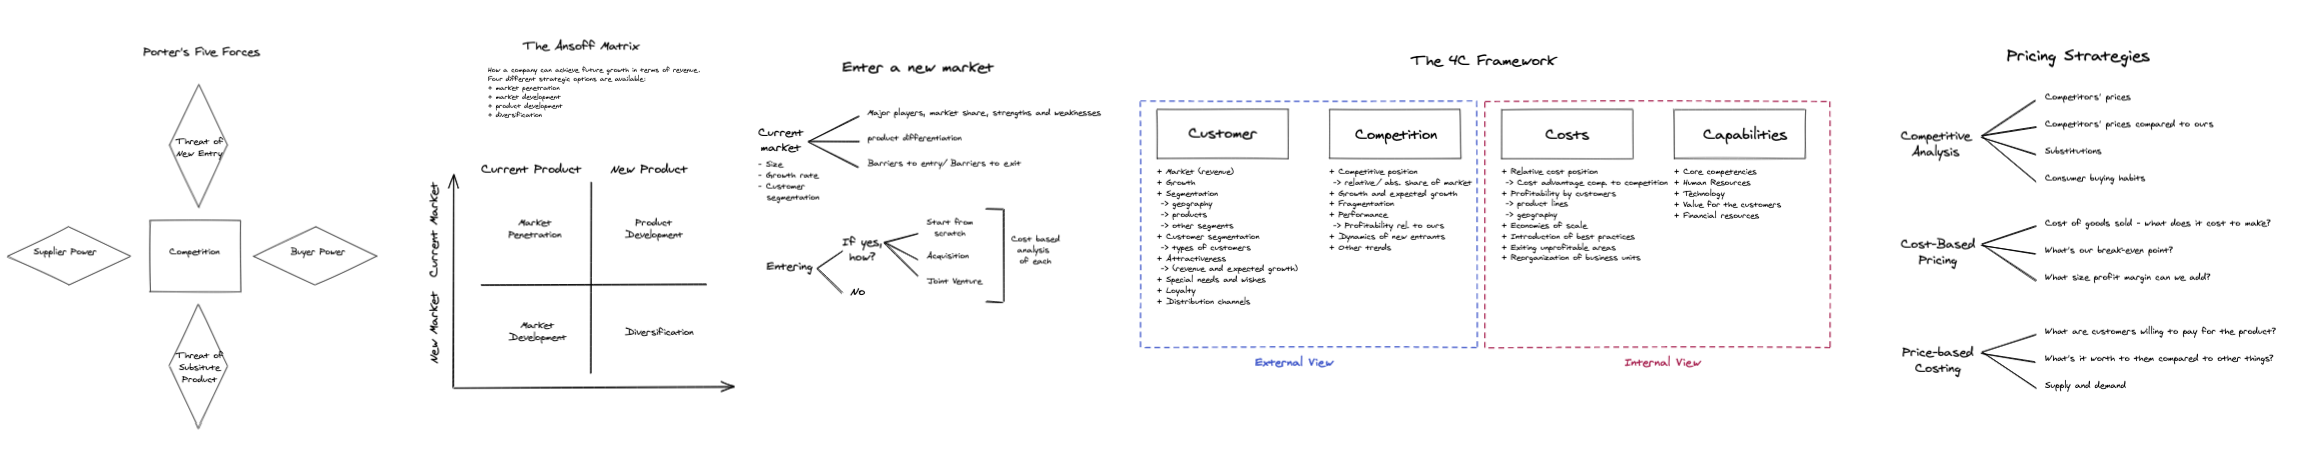 Porter's Five Forces
Threat of
New Entry
Supplier Power
Competition
Buyer Power
Threat of
Subsitute
Product
The Ansoff Matrix
How a company can achieve future growth in terms of revenue.
Four different strategic options are available:
+ market penetration
+ market development
+ product development
+ diversification
Current Product
New Product
Current Market
New Market
Market
Penetration
Product
Development
Market
Development
Diversification
Enter a new market
Current
market
- Size
- Growth rate
- Customer
segmentation
Major players, market share, strengths and weaknesses
product differentiation
Barriers to entry/ Barriers to exit
Entering
If yes,
how?
No
Start from
scratch
Acquisition
Joint Venture
Cost based
analysis
of each
The 4C Framework
Customer
+ Market (revenue)
+ Growth
+ Segmentation
-> geography
-> products
-> other segments
+ Customer segmentation
-> types of customers
+ Attractiveness
-> (revenue and expected growth)
+ Special needs and wishes
+ Loyalty
+ Distribution channels
Competition
+ Competitive position
-> relative/ abs. share of market
+ Growth and expected growth
+ Fragmentation
+ Performance
-> Profitability rel. to ours
+ Dynamics of new entrants
+ Other trends
External View
Costs
+ Relative cost position
-> Cost advantage comp. to competition
+ Profitability by customers
-> product lines
-> geography
+ Economies of scale
+ Introduction of best practices
+ Exiting unprofitable areas
+ Reorganization of business units
Capabilities
+ Core competencies
+ Human Resources
+ Technology
+ Value for the customers
+ Financial resources
Internal View
Pricing Strategies
Competitive
Analysis
Competitors' prices
Competitors' prices compared to ours
Substitutions
Consumer buying habits
Cost-Based
Pricing
Cost of goods sold - what does it cost to make?
What's our break-even point?
What size profit margin can we add?
Price-based
Costing
What are customers willing to pay for the product?
What's it worth to them compared to other things?
Supply and demand